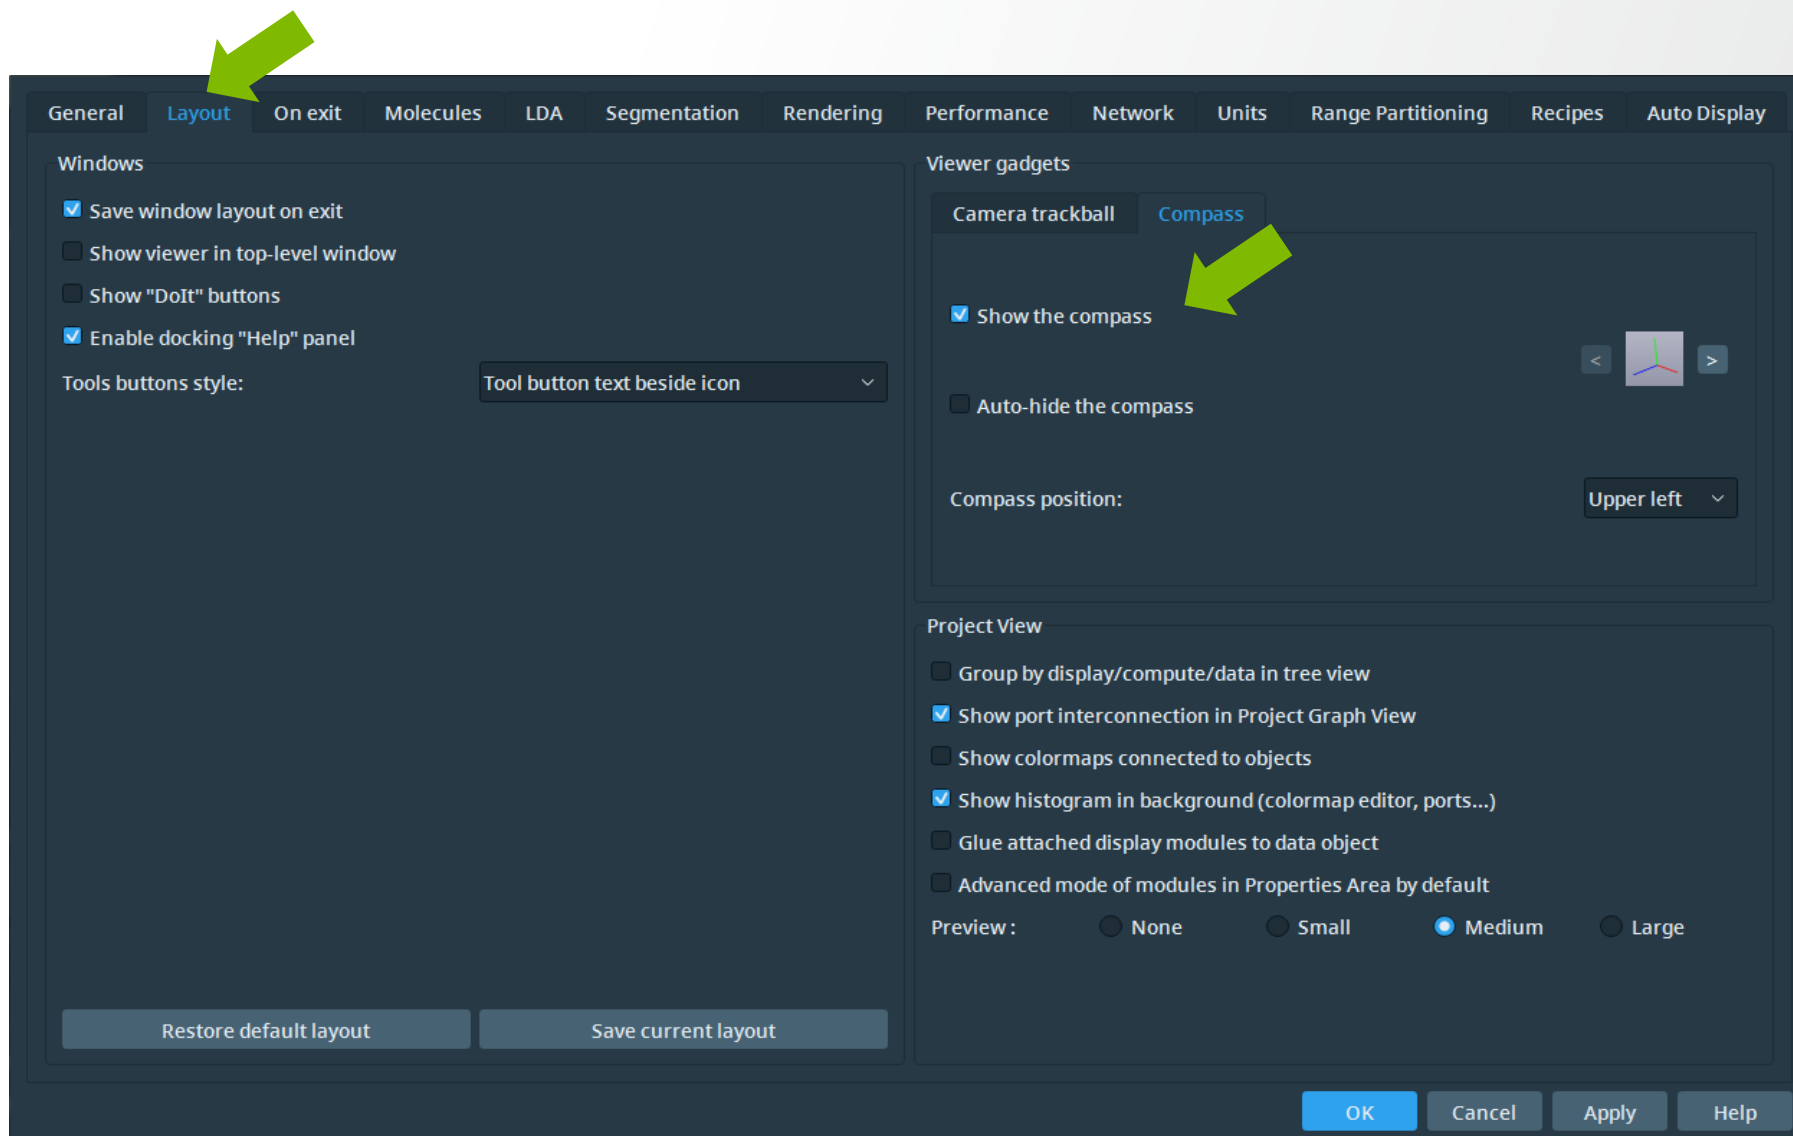 General Layout On exit Molecules LDA Segmentation Rendering Performance Network Units Range Partitioning Recipes Auto Display
Windows
Save window layout on exit
Show viewer in top-level window
Show "DoIt" buttons
Enable docking "Help" panel
Tools buttons style: Tool button text beside icon
Restore default layout Save current layout
Viewer gadgets
Camera trackball Compass
Show the compass
< >
Auto-hide the compass
Compass position: Upper left
Project View
Group by display/compute/data in tree view
Show port interconnection in Project Graph View
Show colormaps connected to objects
Show histogram in background (colormap editor, ports...)
Glue attached display modules to data object
Advanced mode of modules in Properties Area by default
Preview : None Small Medium Large
OK Cancel Apply Help